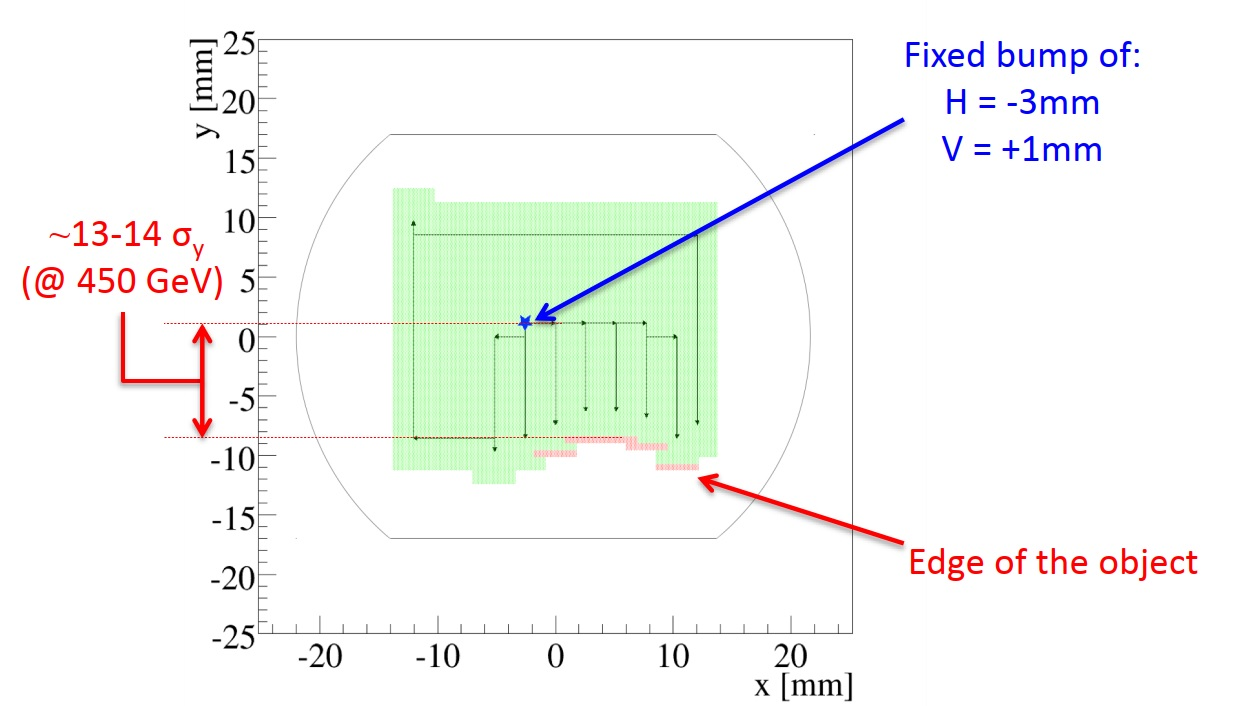 Fixed bump of:
H = -3mm
V = +1mm
~13-14 σy
(@ 450 GeV)
Edge of the object
y [mm]
25
20
15
10
5
0
-5
-10
-15
-20
-25
-20
-10
0
10
20
x [mm]